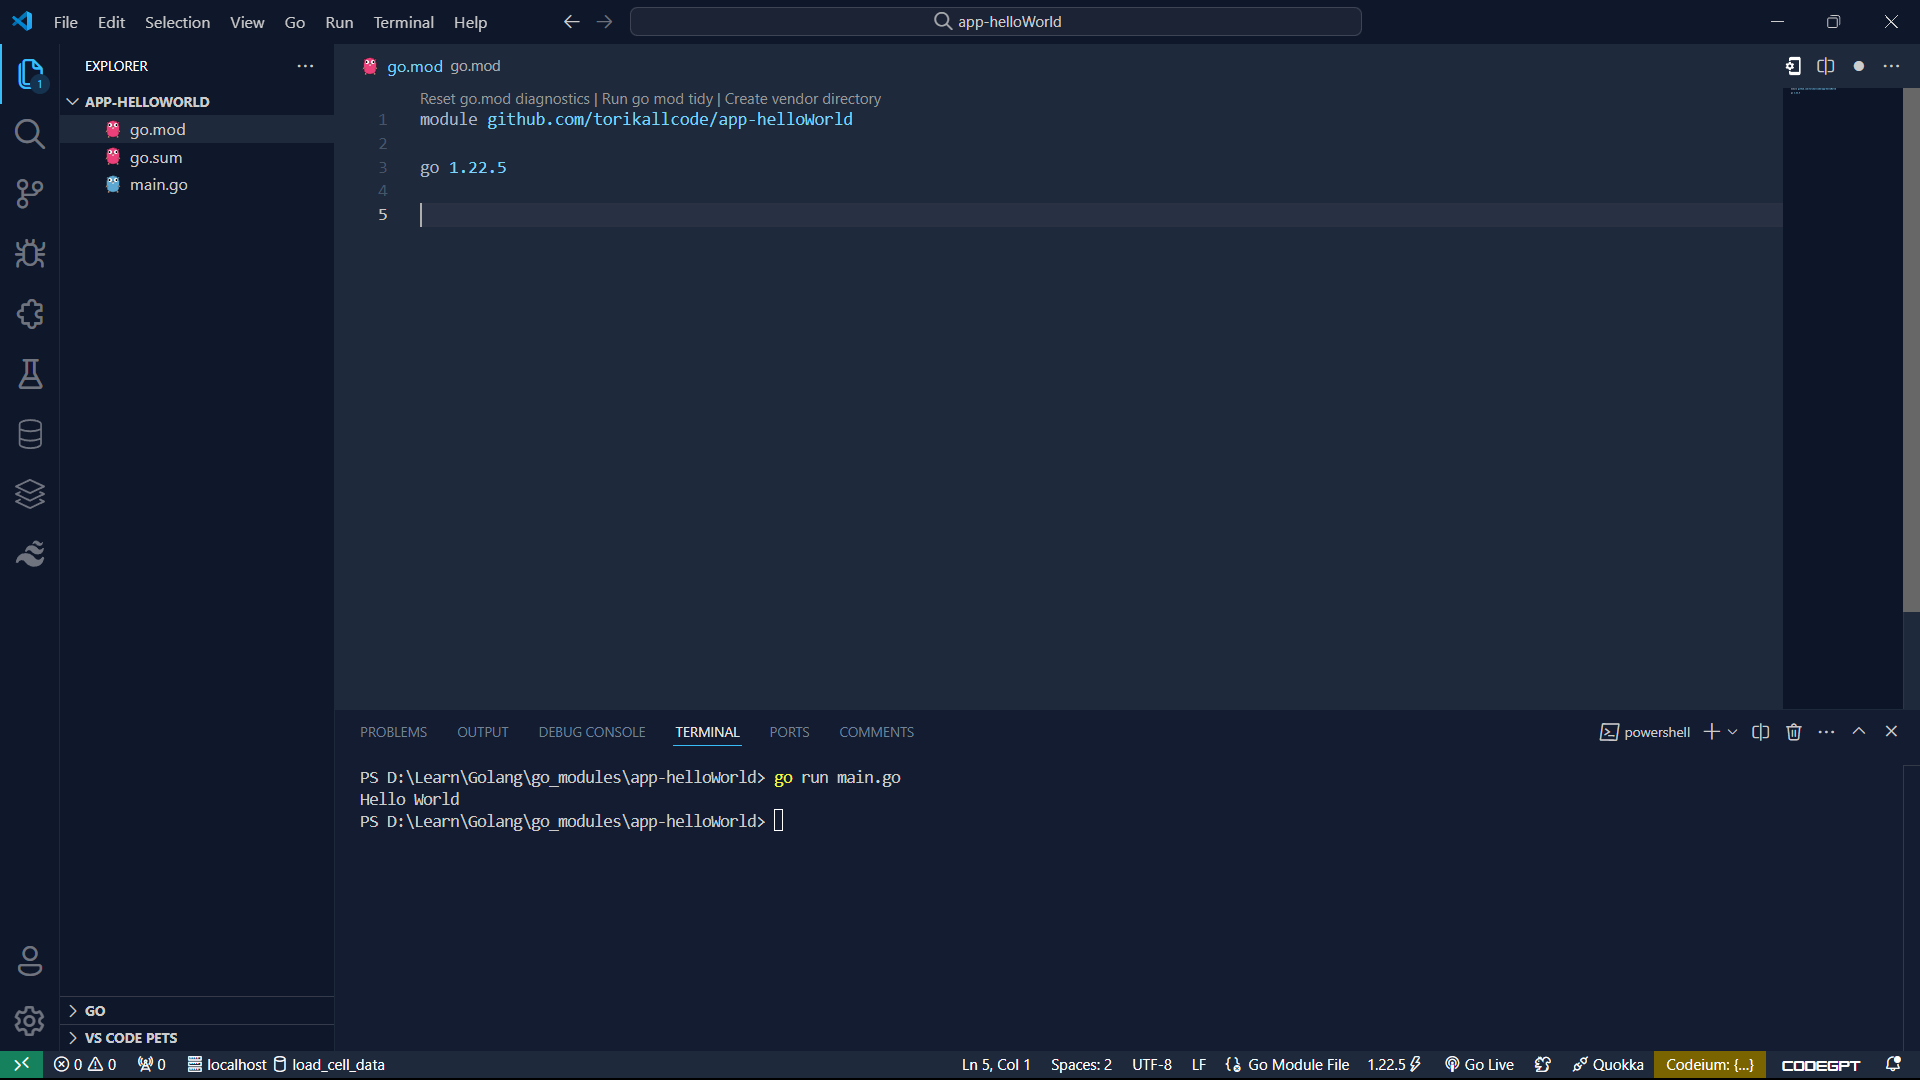 File Edit Selection View Go Run Terminal Help
app-helloWorld
EXPLORER
APP-HELLOWORLD
go.mod
go.sum
main.go
1
go.mod go.mod
Reset go.mod diagnostics | Run go mod tidy | Create vendor directory
1 module github.com/torikallcode/app-helloWorld
2
3 go 1.22.5
4
5
PROBLEMS OUTPUT DEBUG CONSOLE TERMINAL PORTS COMMENTS
powershell
PS D:\Learn\Golang\go_modules\app-helloWorld> go run main.go
Hello World
PS D:\Learn\Golang\go_modules\app-helloWorld>
GO
VS CODE PETS
0 0 0 localhost load_cell_data
Ln 5, Col 1 Spaces: 2 UTF-8 LF Go Module File 1.22.5 Go Live Quokka Codeium: {...} CODEGPT